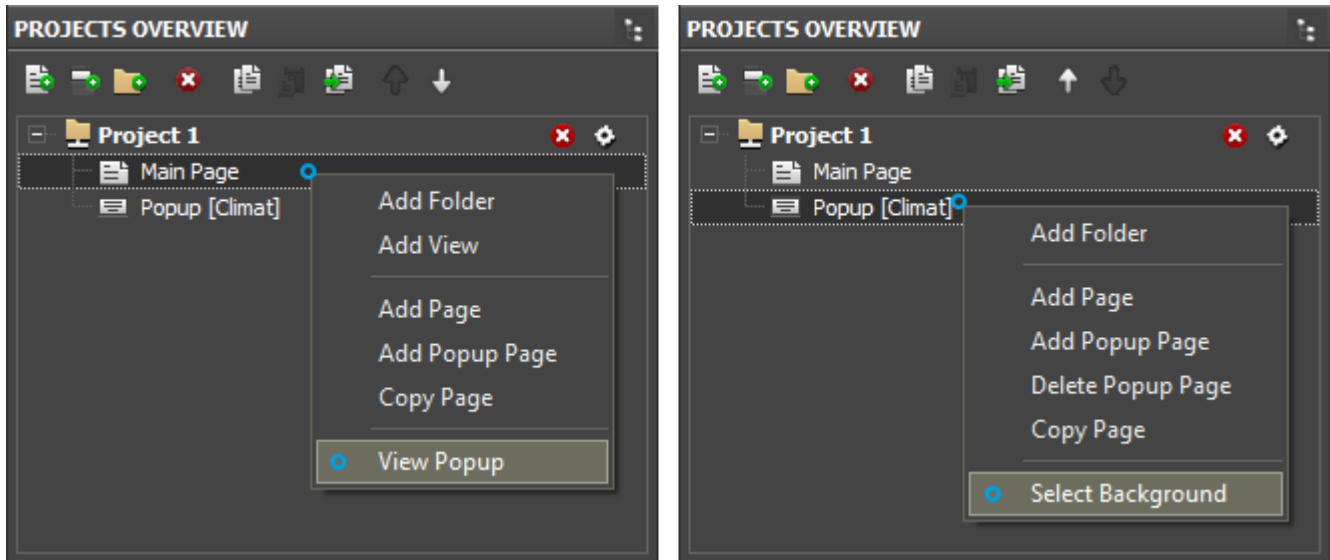 PROJECTS OVERVIEW
Project 1
Main Page
Popup [Climat]
Add Folder
Add View
Add Page
Add Popup Page
Copy Page
View Popup
PROJECTS OVERVIEW
Project 1
Main Page
Popup [Climat]
Add Folder
Add Page
Add Popup Page
Delete Popup Page
Copy Page
Select Background